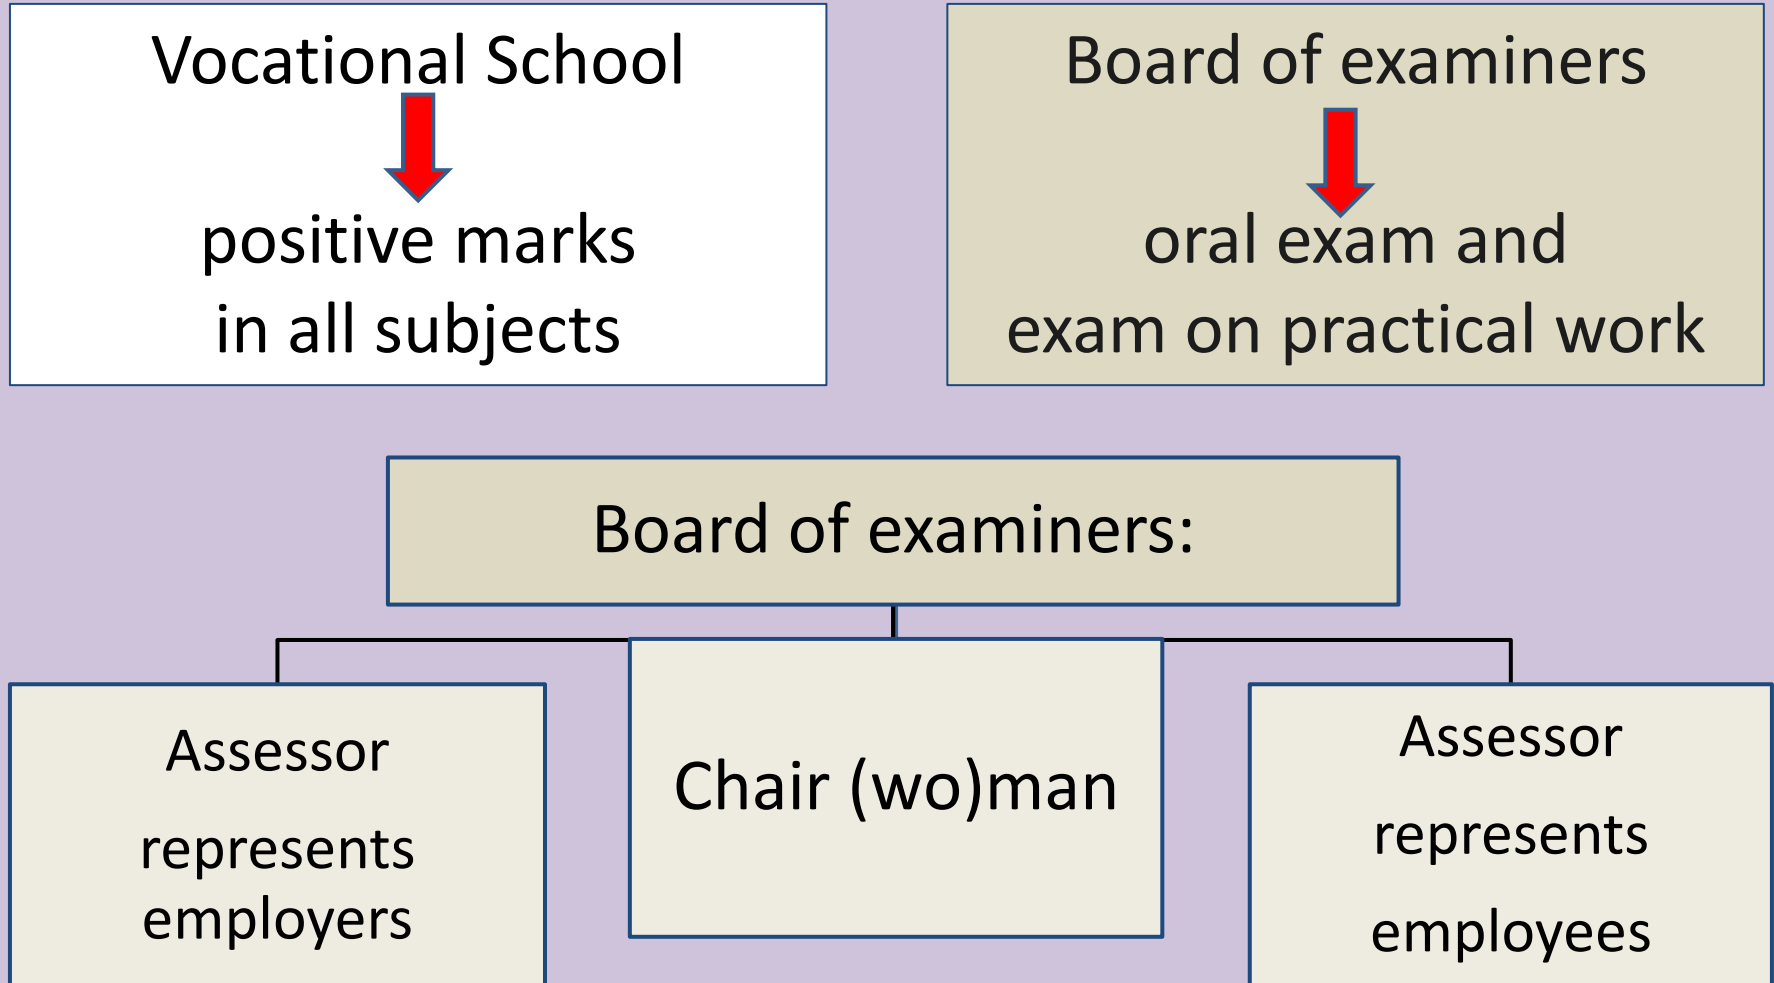 Vocational School
positive marks
in all subjects
Board of examiners
oral exam and
exam on practical work
Board of examiners:
Assessor
represents
employers
Chair (wo)man
Assessor
represents
employees